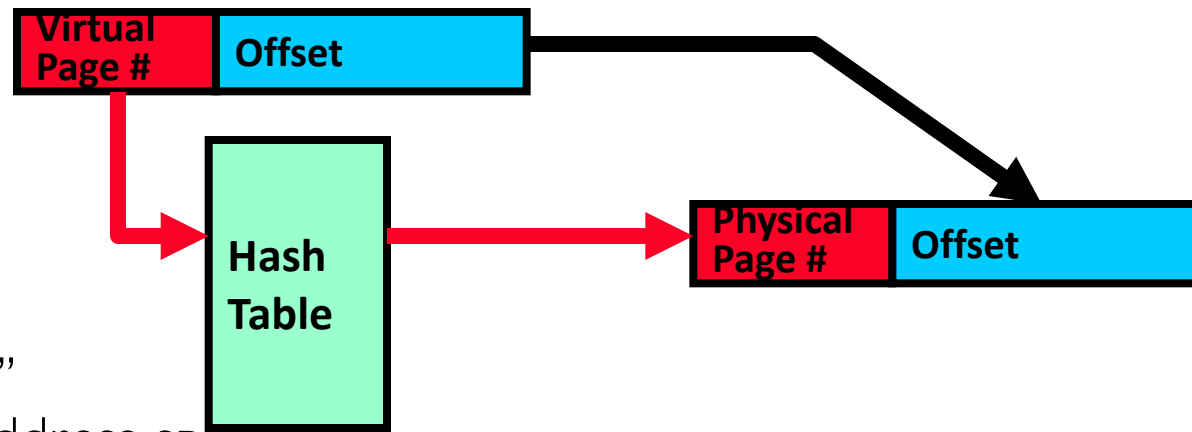 Virtual
Page #
Offset
Hash
Table
Physical
Page #
Offset
”